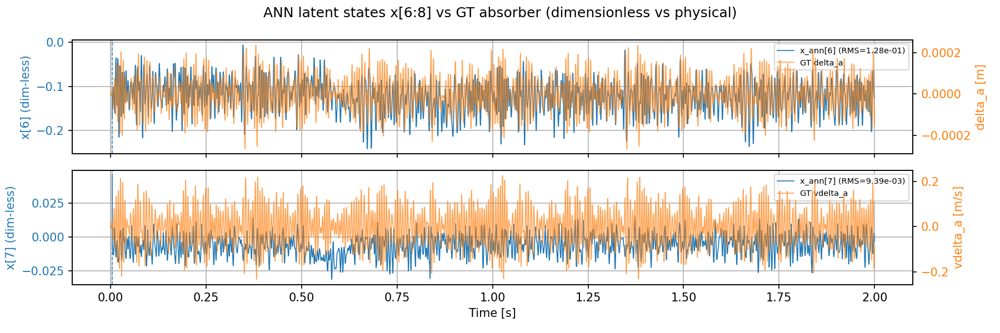 ANN latent states x[6:8] vs GT absorber (dimensionless vs physical)
x[6] (dim-less)
0.0
−0.1
−0.2
x_ann[6] (RMS=1.28e-01)
GT delta_a
0.0002
0.0000
−0.0002
delta_a [m]
x[7] (dim-less)
0.025
0.000
−0.025
x_ann[7] (RMS=9.39e-03)
GT vdelta_a
0.2
0.0
−0.2
vdelta_a [m/s]
0.00 0.25 0.50 0.75 1.00 1.25 1.50 1.75 2.00
Time [s]